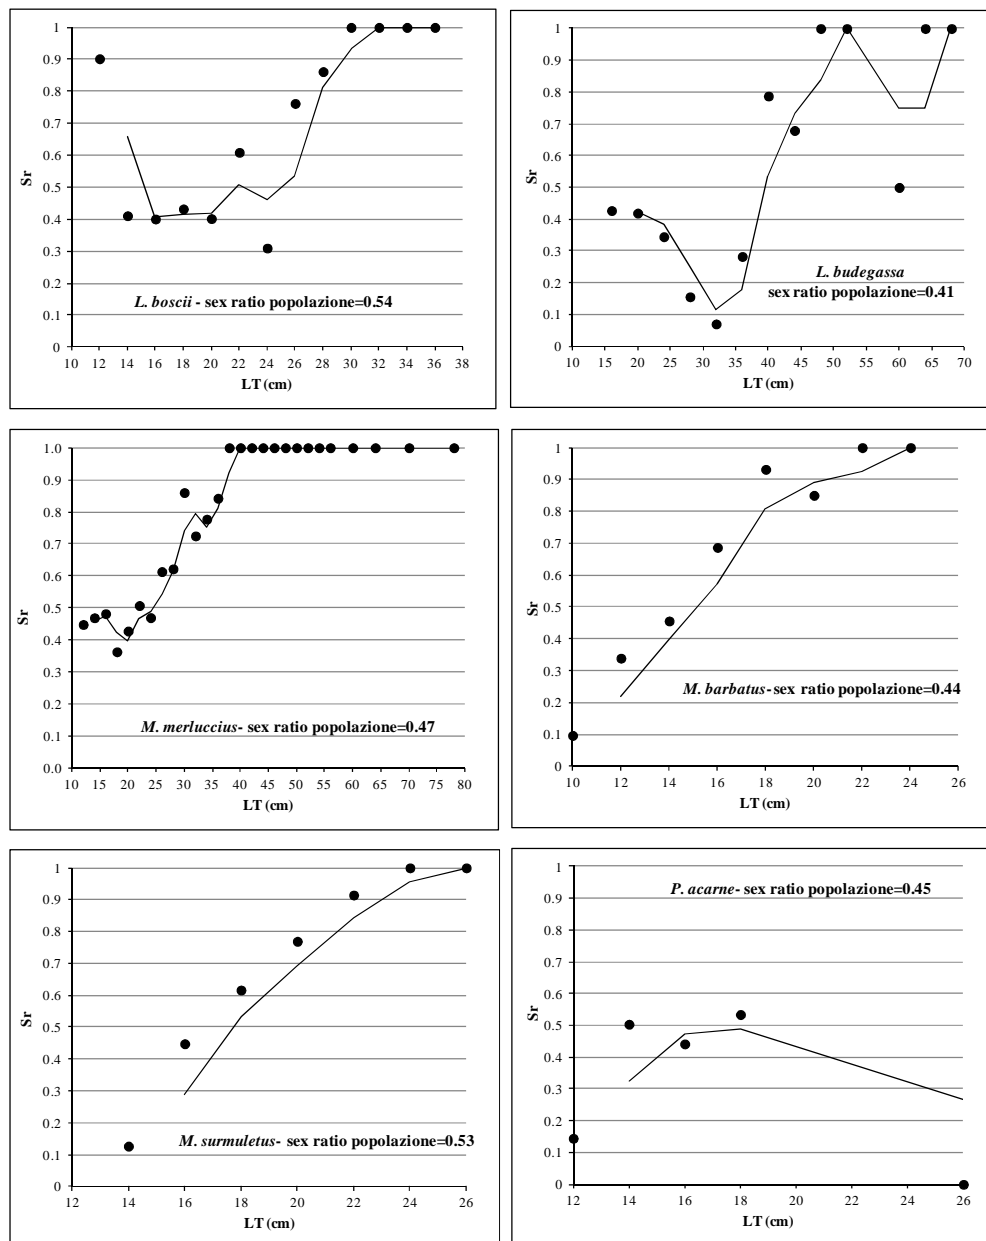 1
0.9
0.8
0.7
0.6
0.5
0.4
0.3
0.2
0.1
0
Sr
L. boscii - sex ratio popolazione=0.54
10 12 14 16 18 20 22 24 26 28 30 32 34 36 38
LT (cm)
1
0.9
0.8
0.7
0.6
0.5
0.4
0.3
0.2
0.1
0
Sr
L. budegassa
sex ratio popolazione=0.41
10 15 20 25 30 35 40 45 50 55 60 65 70
LT (cm)
1.0
0.9
0.8
0.7
0.6
0.5
0.4
0.3
0.2
0.1
0.0
Sr
M. merluccius- sex ratio popolazione=0.47
10 15 20 25 30 35 40 45 50 55 60 65 70 75 80
LT (cm)
1
0.9
0.8
0.7
0.6
0.5
0.4
0.3
0.2
0.1
0
Sr
M. barbatus- sex ratio popolazione=0.44
10 12 14 16 18 20 22 24 26
LT (cm)
1
0.9
0.8
0.7
0.6
0.5
0.4
0.3
0.2
0.1
0
Sr
M. surmuletus- sex ratio popolazione=0.53
12 14 16 18 20 22 24 26
LT (cm)
1
0.9
0.8
0.7
0.6
0.5
0.4
0.3
0.2
0.1
0
Sr
P. acarne- sex ratio popolazione=0.45
12 14 16 18 20 22 24 26
LT (cm)